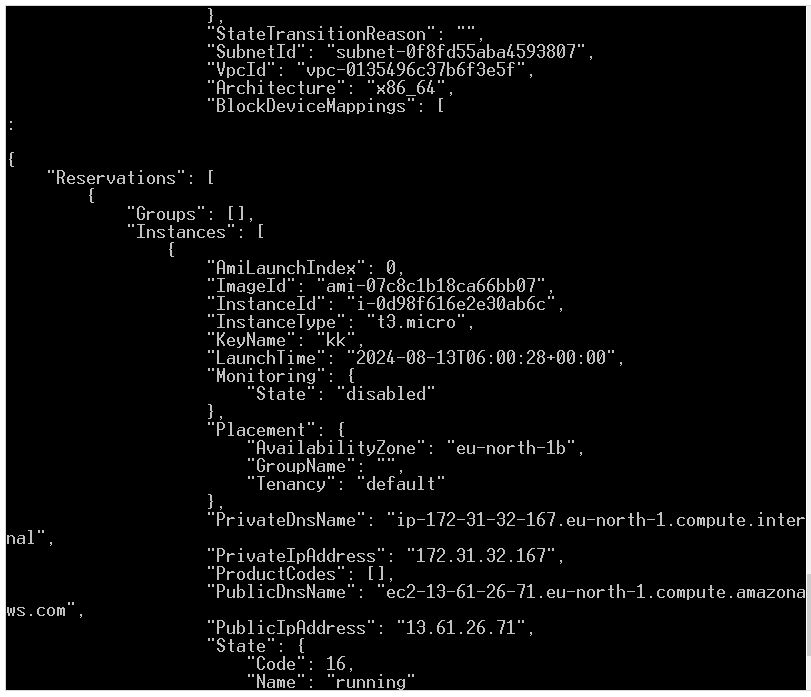 },
"StateTransitionReason": "",
"SubnetId": "subnet-0f8fd55aba4593807",
"VpcId": "vpc-0135496c37b6f3e5f",
"Architecture": "x86_64",
"BlockDeviceMappings": [
:
{
"Reservations": [
{
"Groups": [],
"Instances": [
{
"AmiLaunchIndex": 0,
"ImageId": "ami-07c8c1b18ca66bb07",
"InstanceId": "i-0d98f616e2e30ab6c",
"InstanceType": "t3.micro",
"KeyName": "kk",
"LaunchTime": "2024-08-13T06:00:28+00:00",
"Monitoring": {
"State": "disabled"
},
"Placement": {
"AvailabilityZone": "eu-north-1b",
"GroupName": "",
"Tenancy": "default"
},
"PrivateDnsName": "ip-172-31-32-167.eu-north-1.compute.inter
nal",
"PrivateIpAddress": "172.31.32.167",
"ProductCodes": [],
"PublicDnsName": "ec2-13-61-26-71.eu-north-1.compute.amazona
ws.com",
"PublicIpAddress": "13.61.26.71",
"State": {
"Code": 16,
"Name": "running"